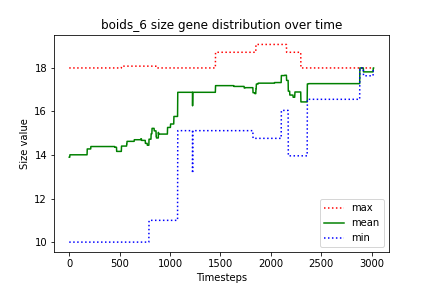 boids_6 size gene distribution over time
Size value
18
16
14
12
10
0
500
1000
1500
2000
2500
3000
Timesteps
max
mean
min